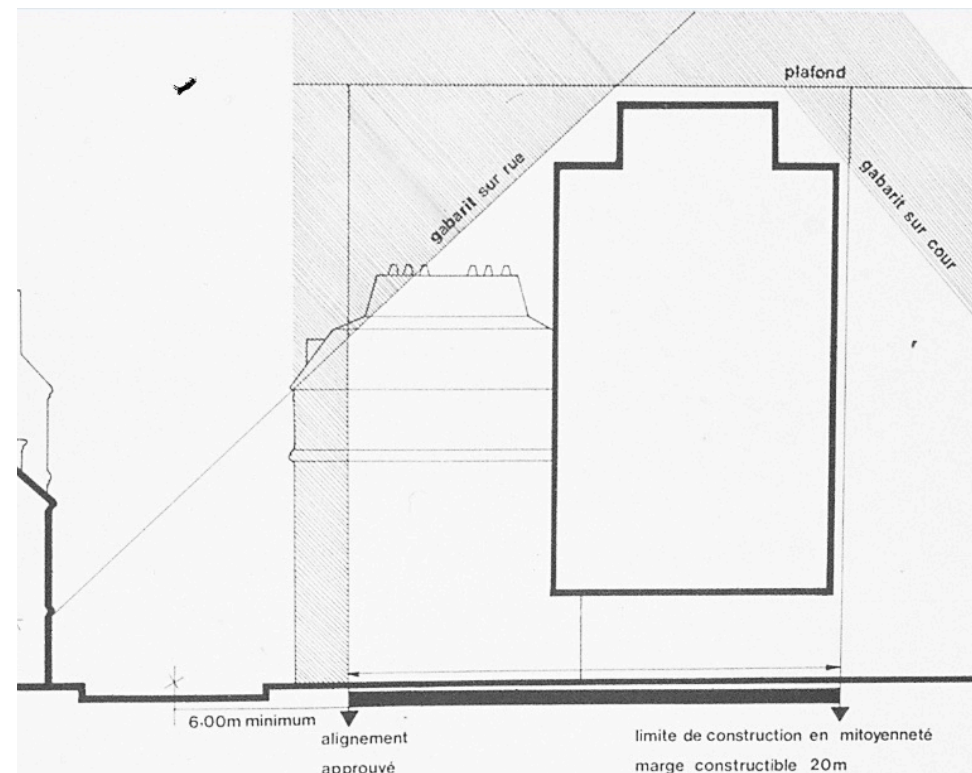 plafond
gabarit sur rue
gabarit sur cour
6.00m minimum
alignement
approuvé
limite de construction en mitoyenneté
marge constructible 20m